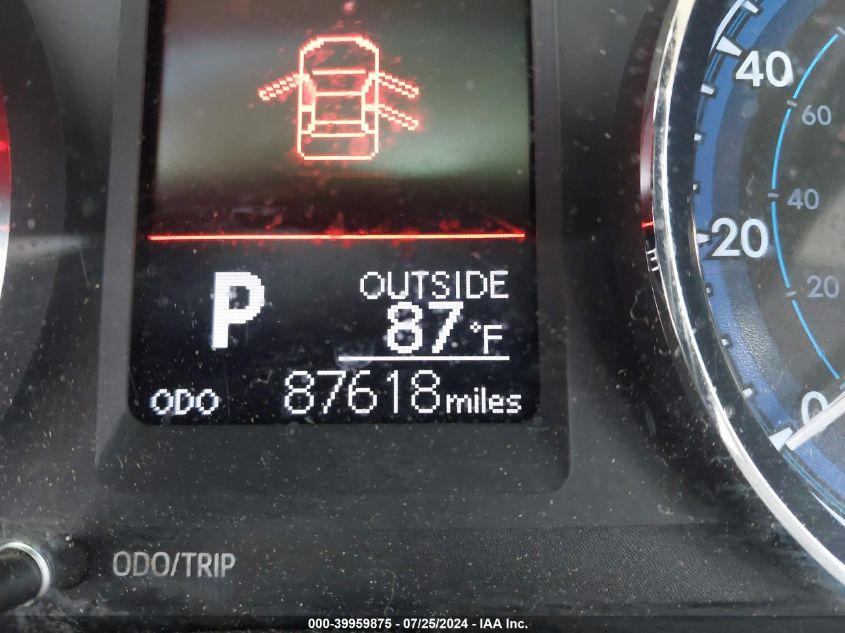 40
60
40
20
20
0
E
P
OUTSIDE
87°F
ODO 87618 miles
ODO/TRIP
000-39959875 / 07/25/2024 - IAA Inc.